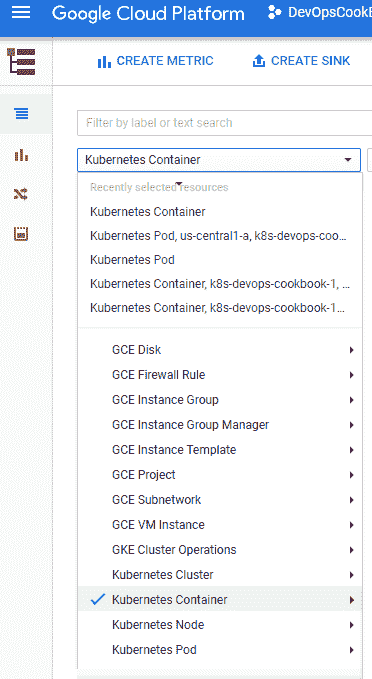 Google Cloud Platform
DevOpsCookB
CREATE METRIC
CREATE SINK
Filter by label or text search
Kubernetes Container
Recently selected resources
Kubernetes Container
Kubernetes Pod, us-central1-a, k8s-devops-coo...
Kubernetes Pod
Kubernetes Container, k8s-devops-cookbook-1, ...
Kubernetes Container, k8s-devops-cookbook-1...
GCE Disk
GCE Firewall Rule
GCE Instance Group
GCE Instance Group Manager
GCE Instance Template
GCE Project
GCE Subnetwork
GCE VM Instance
GKE Cluster Operations
Kubernetes Cluster
Kubernetes Container
Kubernetes Node
Kubernetes Pod